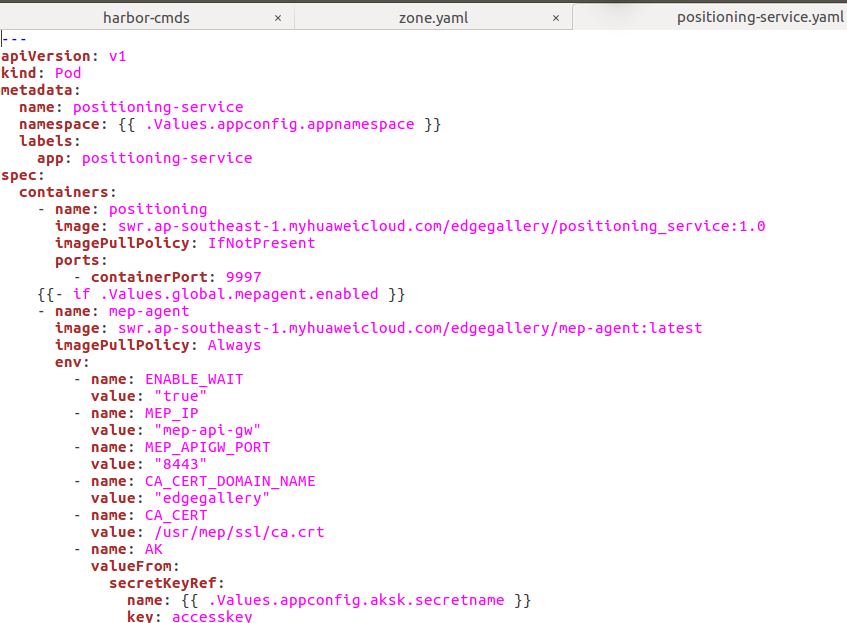 harbor-cmds × zone.yaml × positioning-service.yaml
---
apiVersion: v1
kind: Pod
metadata:
  name: positioning-service
  namespace: {{ .Values.appconfig.appnamespace }}
  labels:
    app: positioning-service
spec:
  containers:
    - name: positioning
      image: swr.ap-southeast-1.myhuaweicloud.com/edgegallery/positioning_service:1.0
      imagePullPolicy: IfNotPresent
      ports:
        - containerPort: 9997
    {{- if .Values.global.mepagent.enabled }}
    - name: mep-agent
      image: swr.ap-southeast-1.myhuaweicloud.com/edgegallery/mep-agent:latest
      imagePullPolicy: Always
      env:
        - name: ENABLE_WAIT
          value: "true"
        - name: MEP_IP
          value: "mep-api-gw"
        - name: MEP_APIGW_PORT
          value: "8443"
        - name: CA_CERT_DOMAIN_NAME
          value: "edgegallery"
        - name: CA_CERT
          value: /usr/mep/ssl/ca.crt
        - name: AK
          valueFrom:
            secretKeyRef:
              name: {{ .Values.appconfig.aksk.secretname }}
              key: accesskey